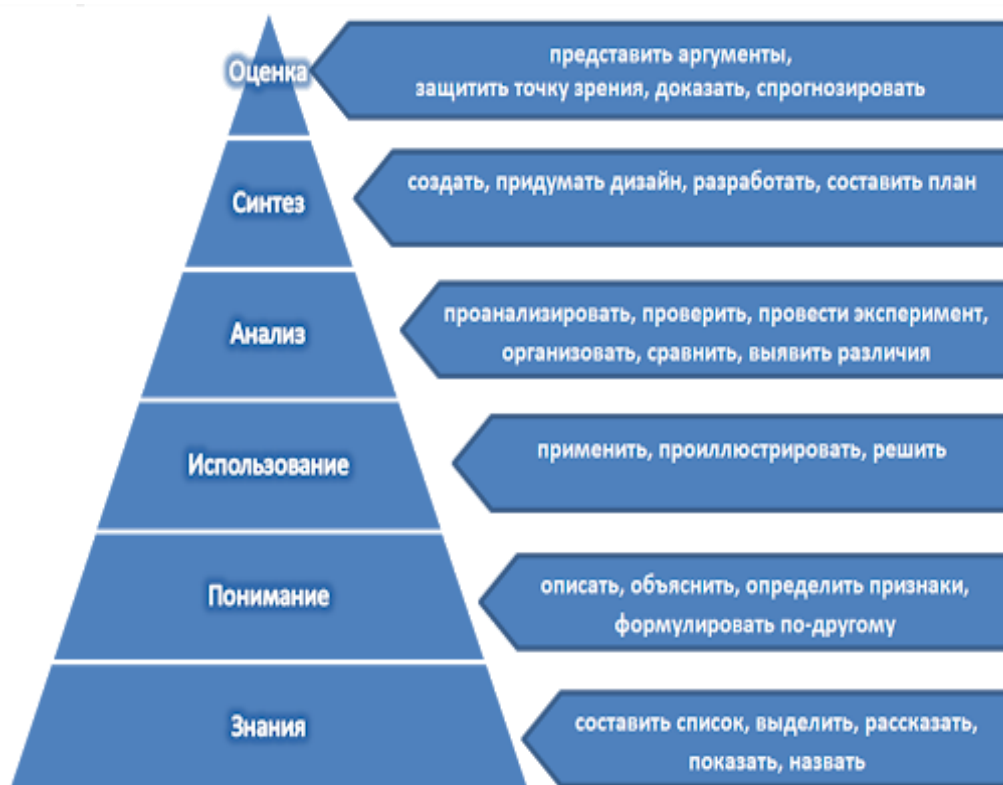 Оценка
представить аргументы,
защитить точку зрения, доказать, спрогнозировать
Синтез
создать, придумать дизайн, разработать, составить план
Анализ
проанализировать, проверить, провести эксперимент,
организовать, сравнить, выявить различия
Использование
применить, проиллюстрировать, решить
Понимание
описать, объяснить, определить признаки,
формулировать по-другому
Знания
составить список, выделить, рассказать,
показать, назвать